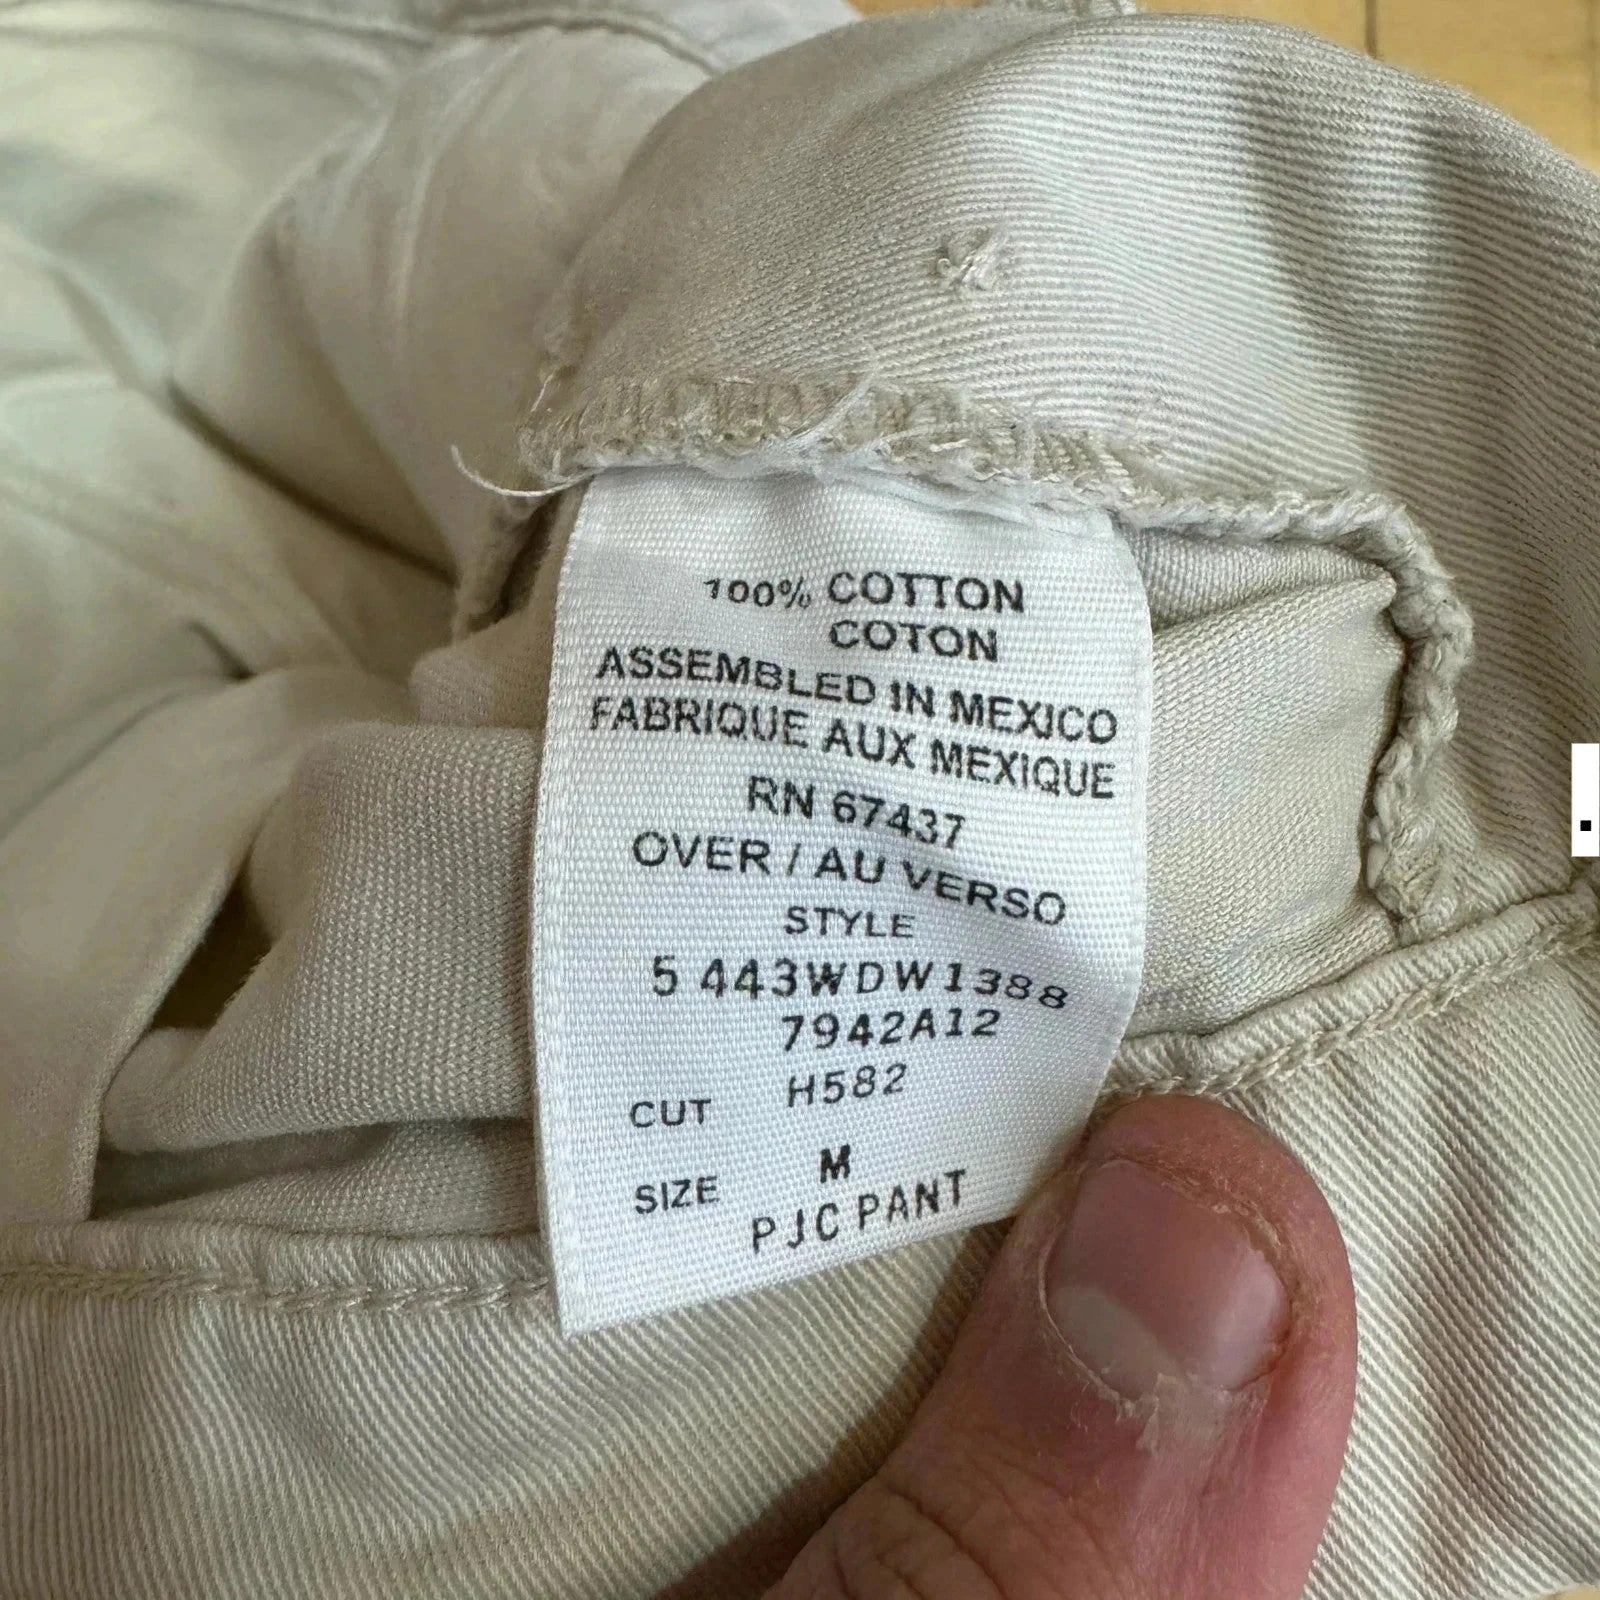 100% COTTON
COTON
ASSEMBLED IN MEXICO
FABRIQUE AUX MEXIQUE
RN 67437
OVER / AU VERSO
STYLE
5 443WDW1388
7942A12
CUT H582
SIZE M
PJC PANT
.